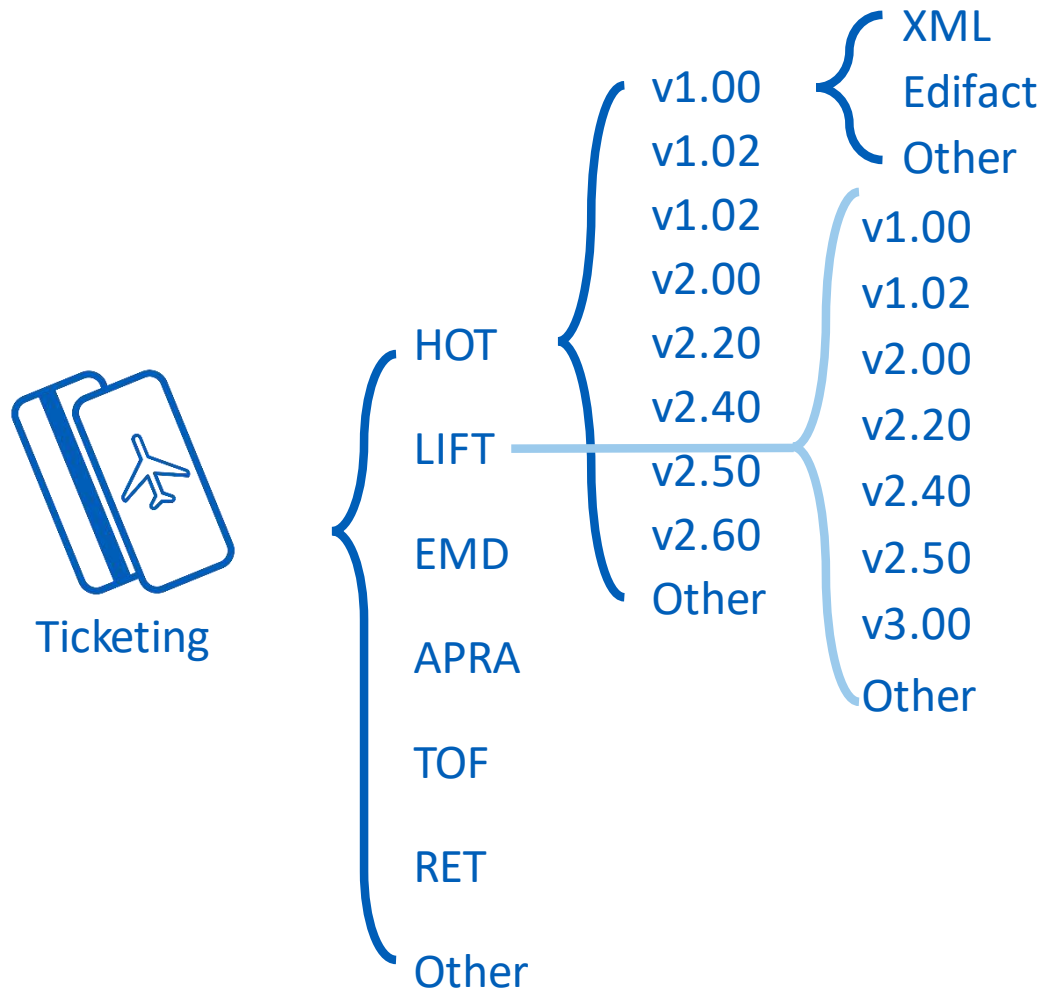 Ticketing
HOT
LIFT
EMD
APRA
TOF
RET
Other
v1.00
v1.02
v1.02
v2.00
v2.20
v2.40
v2.50
v2.60
Other
XML
Edifact
Other
v1.00
v1.02
v2.00
v2.20
v2.40
v2.50
v3.00
Other